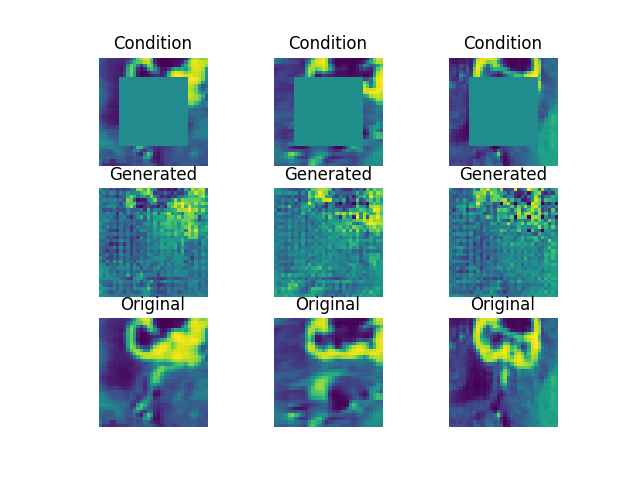 Condition Condition Condition
Generated Generated Generated
Original Original Original